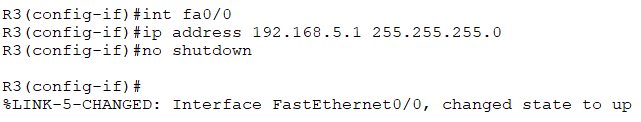 R3(config-if)#int fa0/0
R3(config-if)#ip address 192.168.5.1 255.255.255.0
R3(config-if)#no shutdown
R3(config-if)#
%LINK-5-CHANGED: Interface FastEthernet0/0, changed state to up